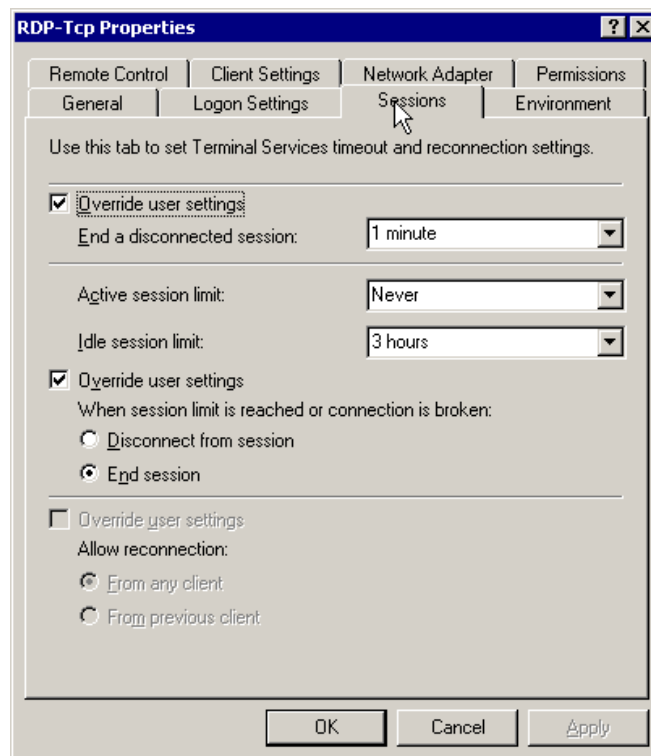 RDP-Tcp Properties
Remote Control Client Settings Network Adapter Permissions
General Logon Settings Sessions Environment
Use this tab to set Terminal Services timeout and reconnection settings.
Override user settings
End a disconnected session: 1 minute
Active session limit: Never
Idle session limit: 3 hours
Override user settings
When session limit is reached or connection is broken:
Disconnect from session
End session
Override user settings
Allow reconnection:
From any client
From previous client
OK Cancel Apply